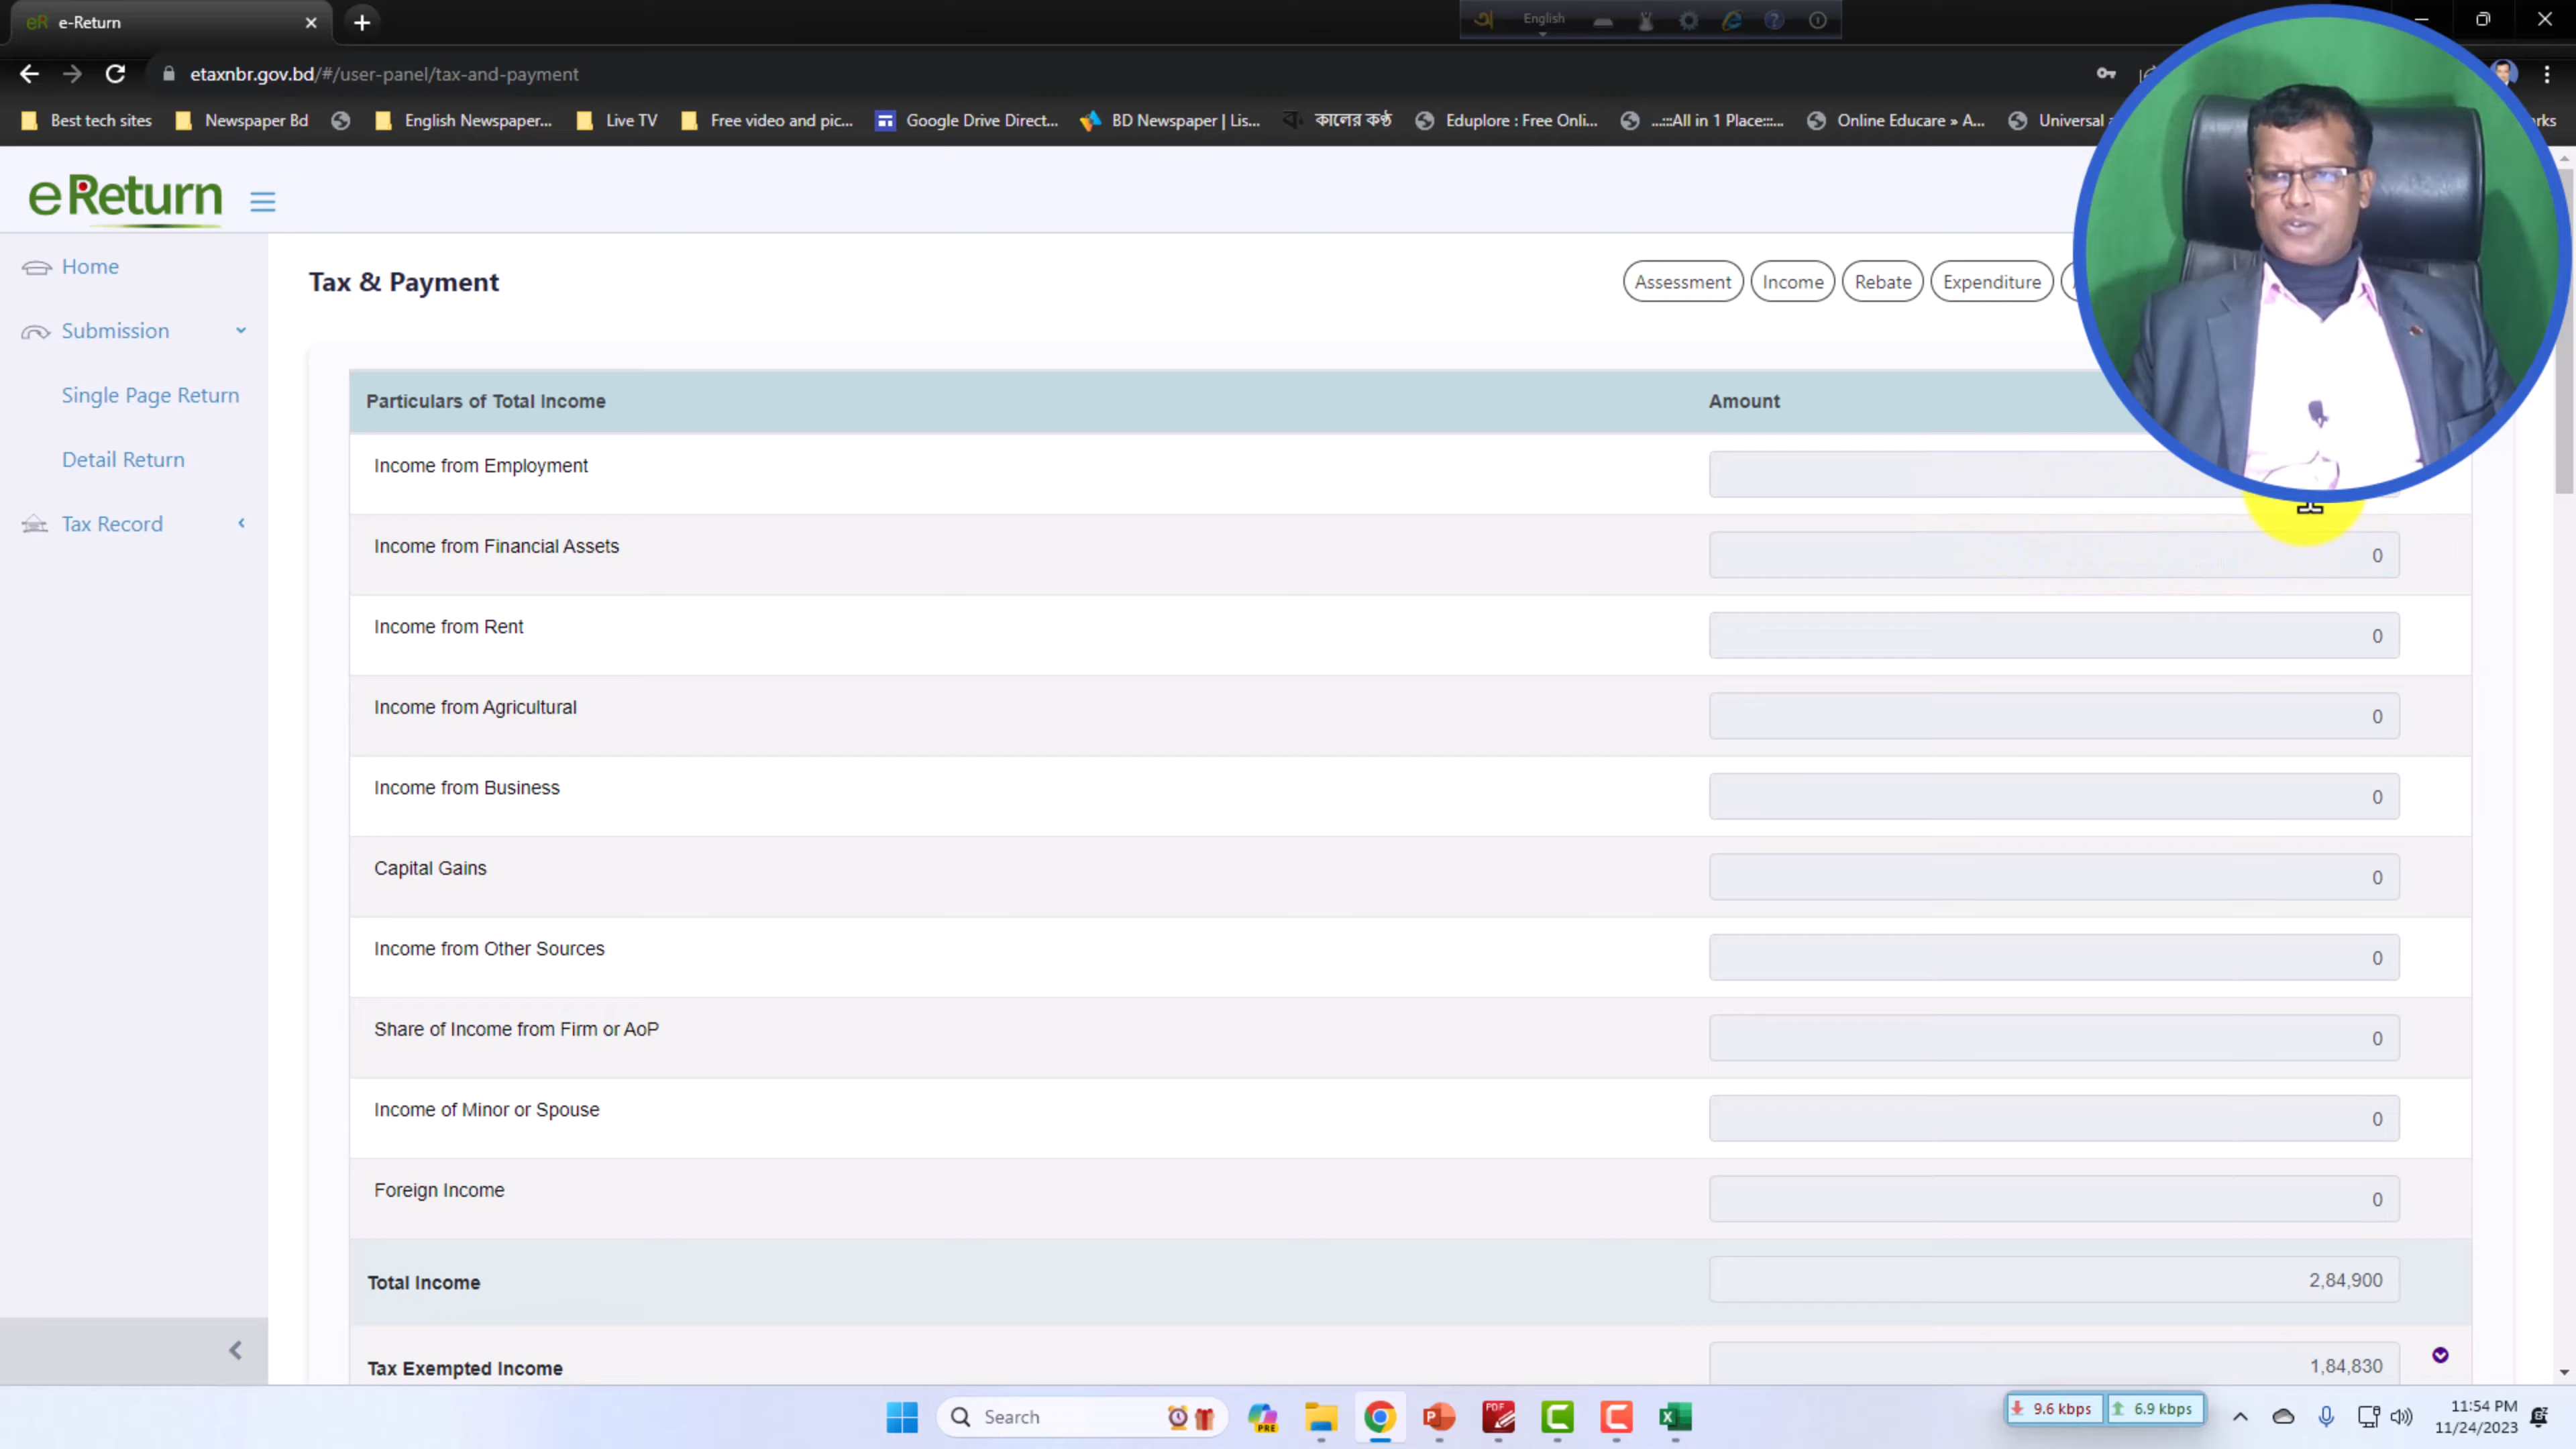 eR e-Return
English
etaxnbr.gov.bd/#/user-panel/tax-and-payment
Best tech sites Newspaper Bd English Newspaper... Live TV Free video and pic... Google Drive Direct... BD Newspaper | Lis... কালের কণ্ঠ Eduplore : Free Onli... ...:::All in 1 Place:::... Online Educare » A... Universal
eReturn
Home
Submission
Single Page Return
Detail Return
Tax Record
Tax & Payment
Assessment Income Rebate Expenditure
Particulars of Total Income Amount
Income from Employment
Income from Financial Assets 0
Income from Rent 0
Income from Agricultural 0
Income from Business 0
Capital Gains 0
Income from Other Sources 0
Share of Income from Firm or AoP 0
Income of Minor or Spouse 0
Foreign Income 0
Total Income 2,84,900
Tax Exempted Income 1,84,830
Search
PRE
PDF
9.6 kbps 6.9 kbps
11:54 PM
11/24/2023